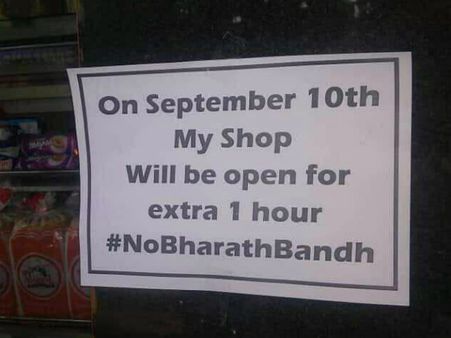 On September 10th
My Shop
Will be open for
extra 1 hour
#NoBharathBandh